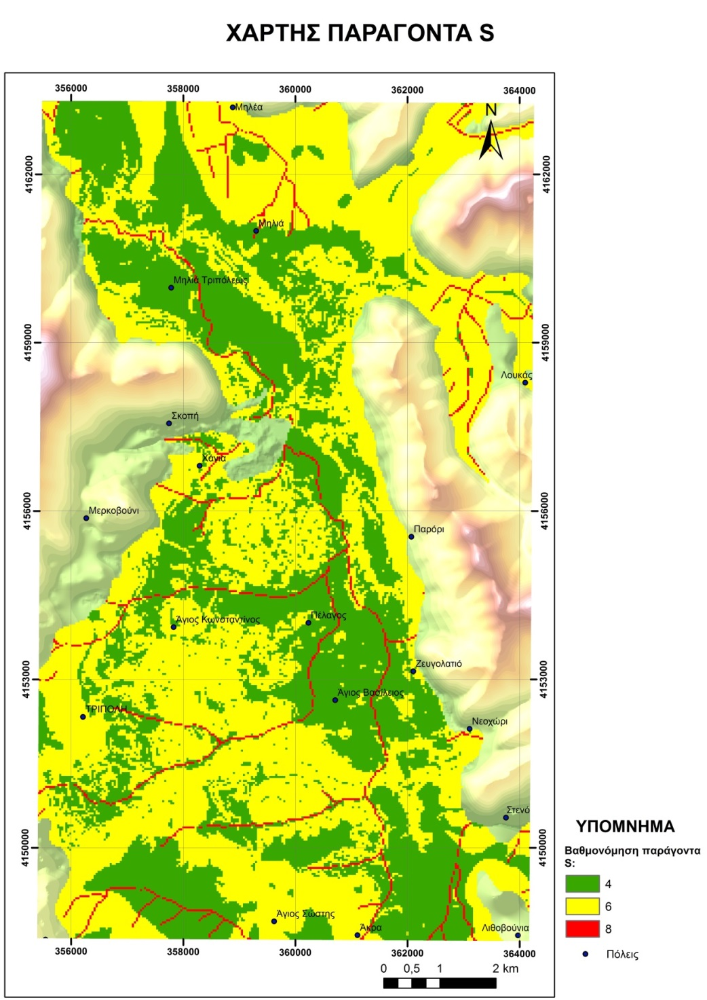 ΧΑΡΤΗΣ ΠΑΡΑΓΟΝΤΑ S
356000 358000 360000 362000 364000
N
Μηλέα
4162000 4162000
Μηλιά
Μηλιά Τριπόλεως
4159000 4159000
Λουκάς
Σκοπή
Χάνια
4156000 4156000
Μερκοβούνι
Παρόρι
Πέλαγος
Άγιος Κωνσταντίνος
Ζευγολατιό
4153000 4153000
Άγιος Βασίλειος
ΤΡΙΠΟΛΗ
Νεοχώρι
Στενό
4150000 4150000
Άγιος Σώστης
Άκρα
Λιθοβούνια
356000 358000 360000 362000 364000
0 0,5 1 2 km
ΥΠΟΜΝΗΜΑ
Βαθμονόμηση παράγοντα
S:
4
6
8
Πόλεις